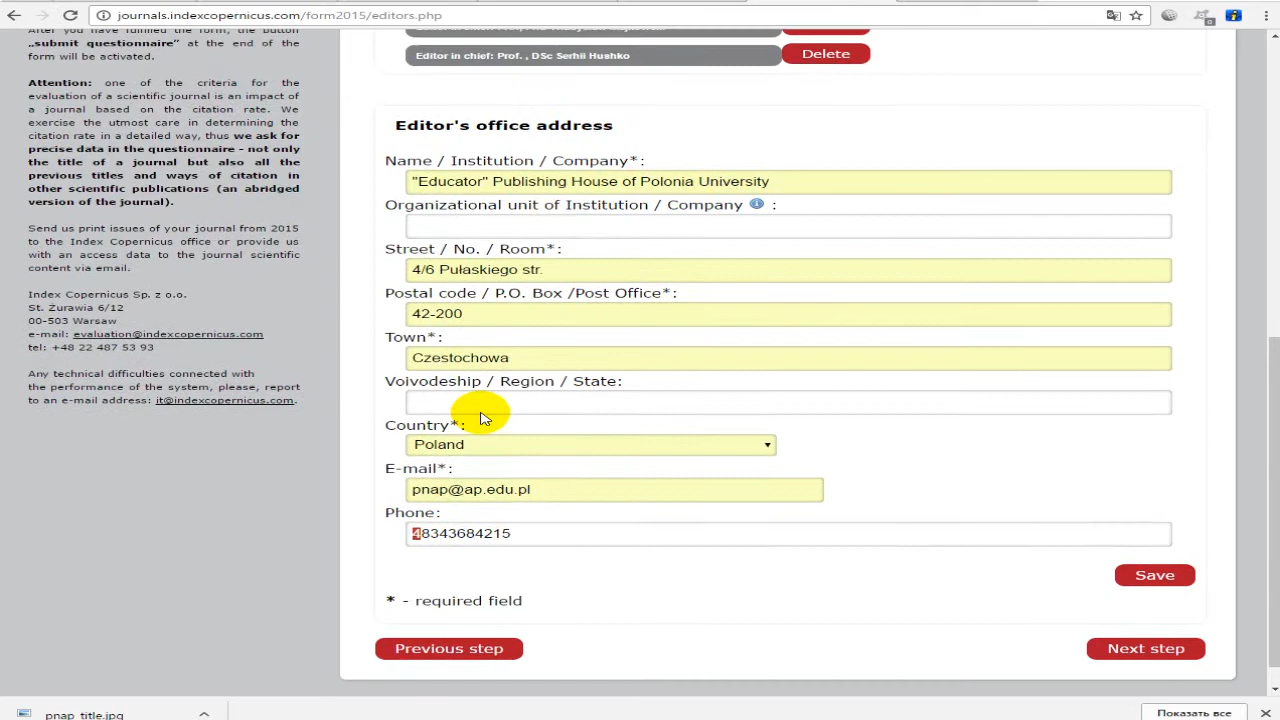 journals.indexcopernicus.com/form2015/editors.php
After you have fulfilled the form, the button
„submit questionnaire” at the end of the
form will be activated.
Attention: one of the criteria for the
evaluation of a scientific journal is an impact of
a journal based on the citation rate. We
exercise the utmost care in determining the
citation rate in a detailed way, thus we ask for
precise data in the questionnaire - not only
the title of a journal but also all the
previous titles and ways of citation in
other scientific publications (an abridged
version of the journal).
Send us print issues of your journal from 2015
to the Index Copernicus office or provide us
with an access data to the journal scientific
content via email.
Index Copernicus Sp. z o.o.
St. Żurawia 6/12
00-503 Warsaw
e-mail: evaluation@indexcopernicus.com
tel: +48 22 487 53 93
Any technical difficulties connected with
the performance of the system, please, report
to an e-mail address: it@indexcopernicus.com.
Editor in chief: Prof. , DSc Serhii Hushko
Delete
Editor's office address
Name / Institution / Company*:
"Educator" Publishing House of Polonia University
Organizational unit of Institution / Company :
Street / No. / Room*:
4/6 Pułaskiego str.
Postal code / P.O. Box /Post Office*:
42-200
Town*:
Czestochowa
Voivodeship / Region / State:
Country*:
Poland
E-mail*:
pnap@ap.edu.pl
Phone:
48343684215
Save
* - required field
Previous step
Next step
pnap_title.jpg
Показать все